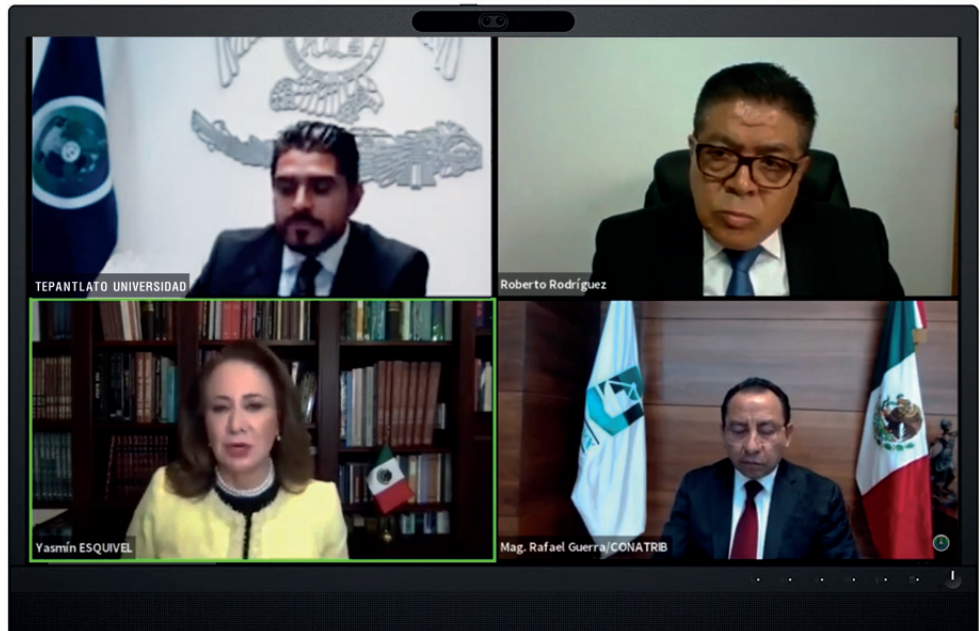 TEPANTLATO UNIVERSIDAD
Roberto Rodríguez
Yasmín ESQUIVEL
Mag. Rafael Guerra/CONATRIB